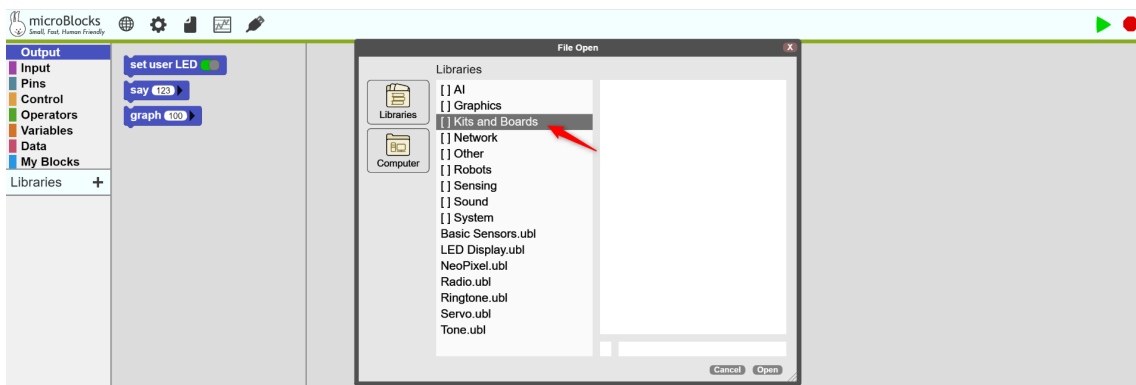 microBlocks
Small, Fast, Human Friendly
Output
Input
Pins
Control
Operators
Variables
Data
My Blocks
Libraries +
set user LED
say 123
graph 100
File Open
X
Libraries
Computer
Libraries
[ ] AI
[ ] Graphics
[ ] Kits and Boards
[ ] Network
[ ] Other
[ ] Robots
[ ] Sensing
[ ] Sound
[ ] System
Basic Sensors.ubl
LED Display.ubl
NeoPixel.ubl
Radio.ubl
Ringtone.ubl
Servo.ubl
Tone.ubl
Cancel Open